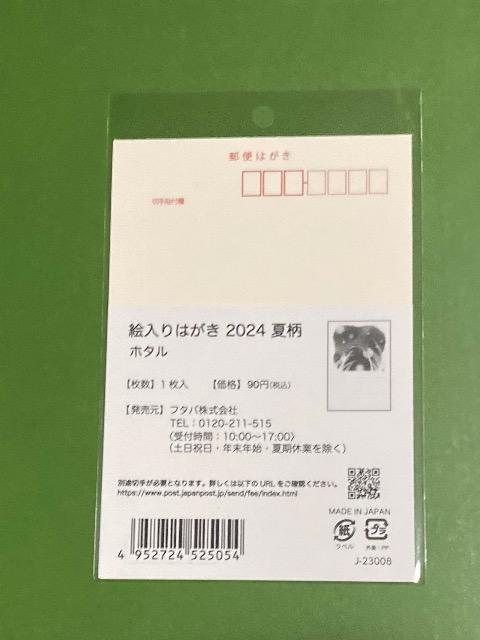 郵便はがき
切手貼付欄
絵入りはがき 2024 夏柄
ホタル
【枚数】1枚入 【価格】90円(税込)
【発売元】フタバ株式会社
TEL：0120-211-515
(受付時間：10:00〜17:00)
(土日祝日・年末年始・夏期休業を除く)
別途切手が必要となります。詳しくは以下の URL をご確認ください。
https://www.post.japanpost.jp/send/fee/index.html
MADE IN JAPAN
紙
ラベル
プラ
外装：PP
4 952724 525054
J-23008